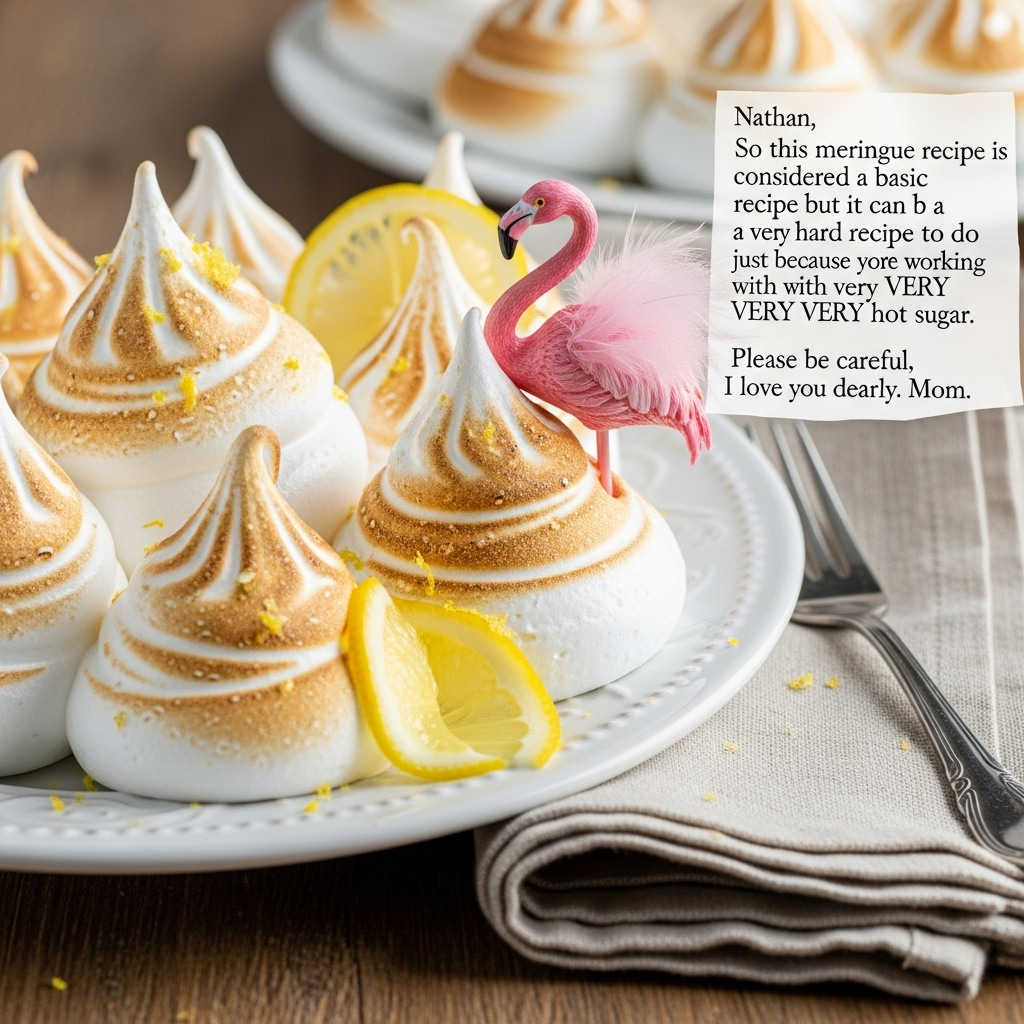 Nathan,
So this meringue recipe is
considered a basic
recipe but it can b a
a very hard recipe to do
just because yore working
with with very VERY
VERY VERY hot sugar.
Please be careful,
I love you dearly. Mom.